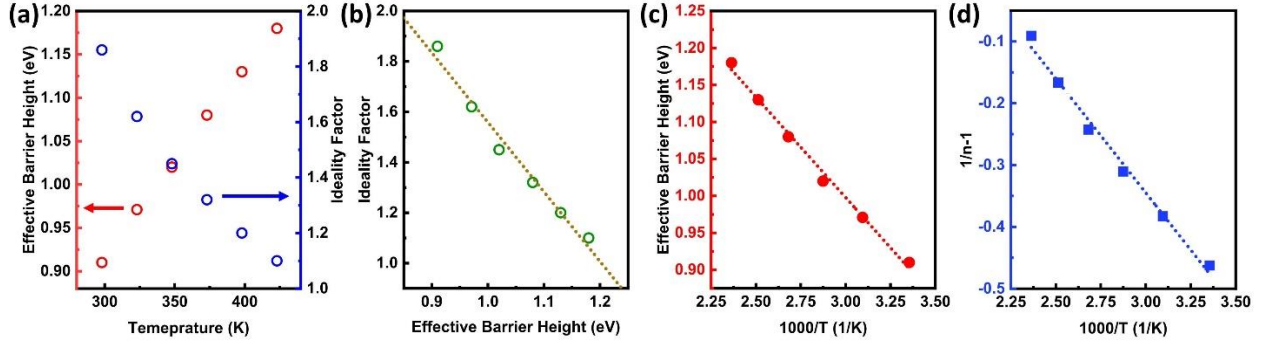 (a)
Effective Barrier Height (eV)
1.20
1.15
1.10
1.05
1.00
0.95
0.90
300 350 400
Temeprature (K)
2.0
1.8
1.6
1.4
1.2
1.0
Ideality Factor
(b)
Ideality Factor
2.0
1.8
1.6
1.4
1.2
1.0
0.9 1.0 1.1 1.2
Effective Barrier Height (eV)
(c)
Effective Barrier Height (eV)
1.25
1.20
1.15
1.10
1.05
1.00
0.95
0.90
2.25 2.50 2.75 3.00 3.25 3.50
1000/T (1/K)
(d)
1/n-1
-0.1
-0.2
-0.3
-0.4
-0.5
2.25 2.50 2.75 3.00 3.25 3.50
1000/T (1/K)